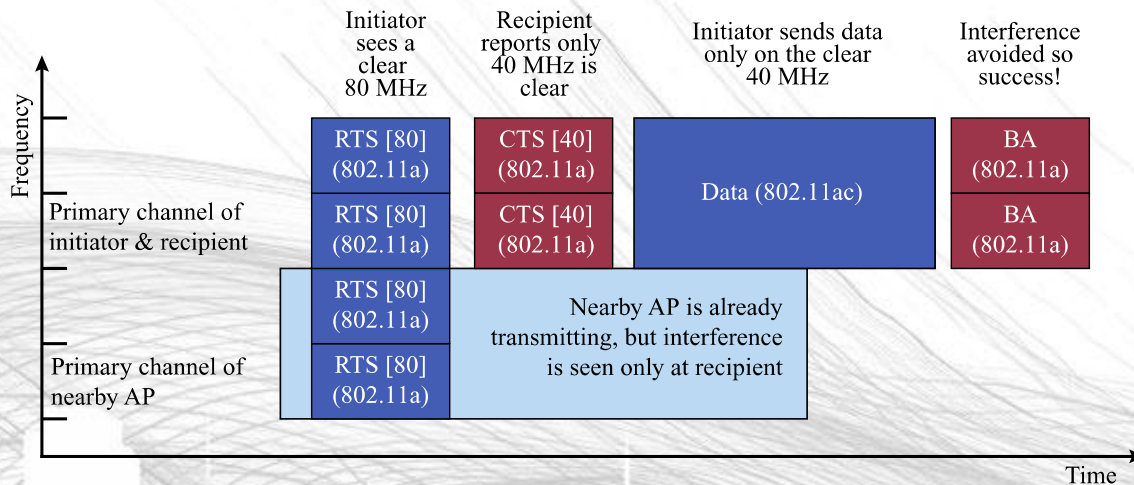 Initiator
sees a
clear
80 MHz
Recipient
reports only
40 MHz is
clear
Initiator sends data
only on the clear
40 MHz
Interference
avoided so
success!
Frequency
RTS [80]
(802.11a)
CTS [40]
(802.11a)
Data (802.11ac)
BA
(802.11a)
Primary channel of
initiator & recipient
RTS [80]
(802.11a)
CTS [40]
(802.11a)
BA
(802.11a)
RTS [80]
(802.11a)
Nearby AP is already
transmitting, but interference
is seen only at recipient
Primary channel of
nearby AP
RTS [80]
(802.11a)
Time